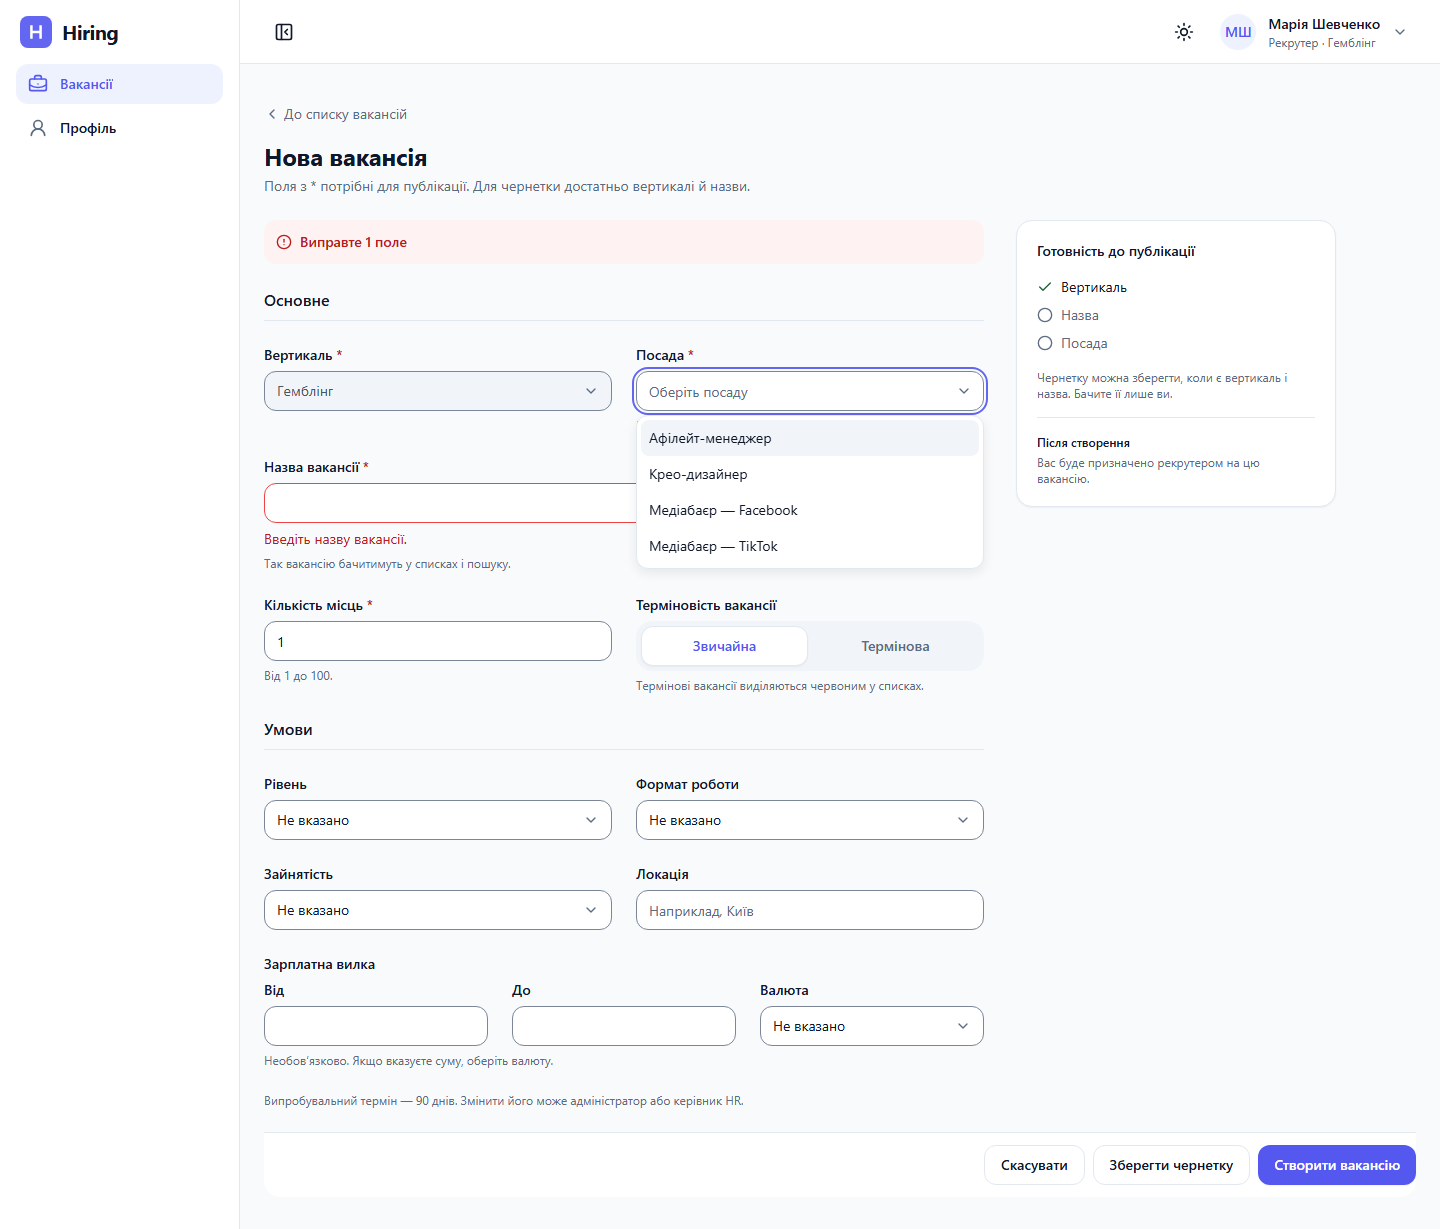 H Hiring
Вакансії
Профіль
МШ
Марія Шевченко
Рекрутер · Гемблінг
До списку вакансій
Нова вакансія
Поля з * потрібні для публікації. Для чернетки достатньо вертикалі й назви.
Виправте 1 поле
Основне
Вертикаль *
Гемблінг
Посада *
Оберіть посаду
Афілейт-менеджер
Крео-дизайнер
Медіабаєр — Facebook
Медіабаєр — TikTok
Назва вакансії *
Введіть назву вакансії.
Так вакансію бачитимуть у списках і пошуку.
Кількість місць *
1
Від 1 до 100.
Терміновість вакансії
Звичайна
Термінова
Термінові вакансії виділяються червоним у списках.
Умови
Рівень
Не вказано
Формат роботи
Не вказано
Зайнятість
Не вказано
Локація
Наприклад, Київ
Зарплатна вилка
Від
До
Валюта
Не вказано
Необов'язково. Якщо вказуєте суму, оберіть валюту.
Випробувальний термін — 90 днів. Змінити його може адміністратор або керівник HR.
Скасувати
Зберегти чернетку
Створити вакансію
Готовність до публікації
Вертикаль
Назва
Посада
Чернетку можна зберегти, коли є вертикаль і
назва. Бачите її лише ви.
Після створення
Вас буде призначено рекрутером на цю
вакансію.